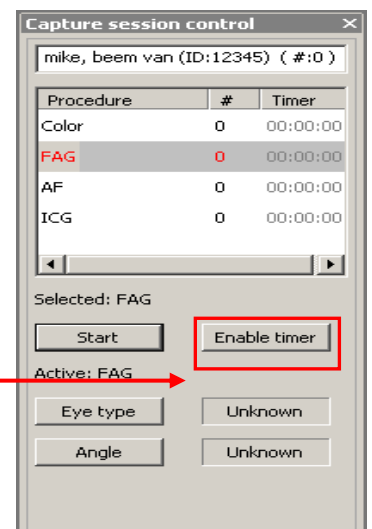 Capture session control ×
mike, beem van (ID:12345) ( #:0 )
Procedure # Timer
Color 0 00:00:00
FAG 0 00:00:00
AF 0 00:00:00
ICG 0 00:00:00
Selected: FAG
Start Enable timer
Active: FAG
Eye type Unknown
Angle Unknown